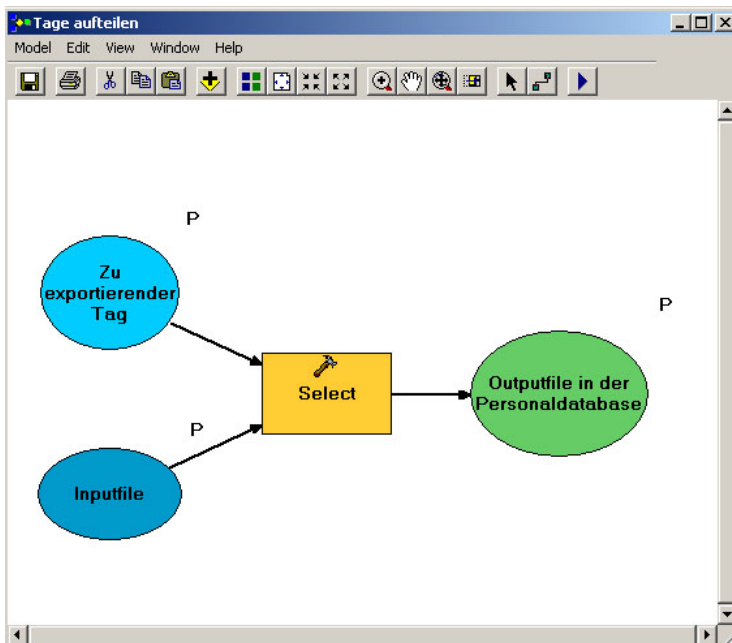 Tage aufteilen
Model Edit View Window Help
P
Zu
exportierender
Tag
P
Select
Outputfile in der
Personaldatabase
P
Inputfile